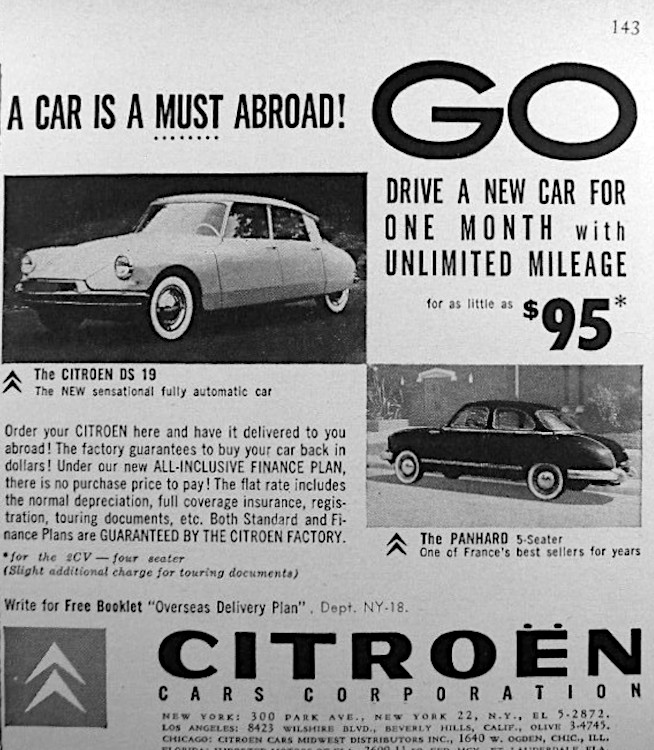 143
A CAR IS A MUST ABROAD!
GO
DRIVE A NEW CAR FOR
ONE MONTH with
UNLIMITED MILEAGE
for as little as $95*
The CITROEN DS 19
The NEW sensational fully automatic car
Order your CITROEN here and have it delivered to you
abroad! The factory guarantees to buy your car back in
dollars! Under our new ALL-INCLUSIVE FINANCE PLAN,
there is no purchase price to pay! The flat rate includes
the normal depreciation, full coverage insurance, regis-
tration, touring documents, etc. Both Standard and Fi-
nance Plans are GUARANTEED BY THE CITROEN FACTORY.
*for the 2CV — four seater
(Slight additional charge for touring documents)
The PANHARD 5-Seater
One of France's best sellers for years
Write for Free Booklet "Overseas Delivery Plan", Dept. NY-18.
CITROËN
CARS CORPORATION
NEW YORK: 300 PARK AVE., NEW YORK 22, N.Y., EL 5-2872.
LOS ANGELES: 8423 WILSHIRE BLVD., BEVERLY HILLS, CALIF., OLIVE 3-4745.
CHICAGO: CITROEN CARS MIDWEST DISTRIBUTORS INC., 1640 W. OGDEN, CHIC., ILL.